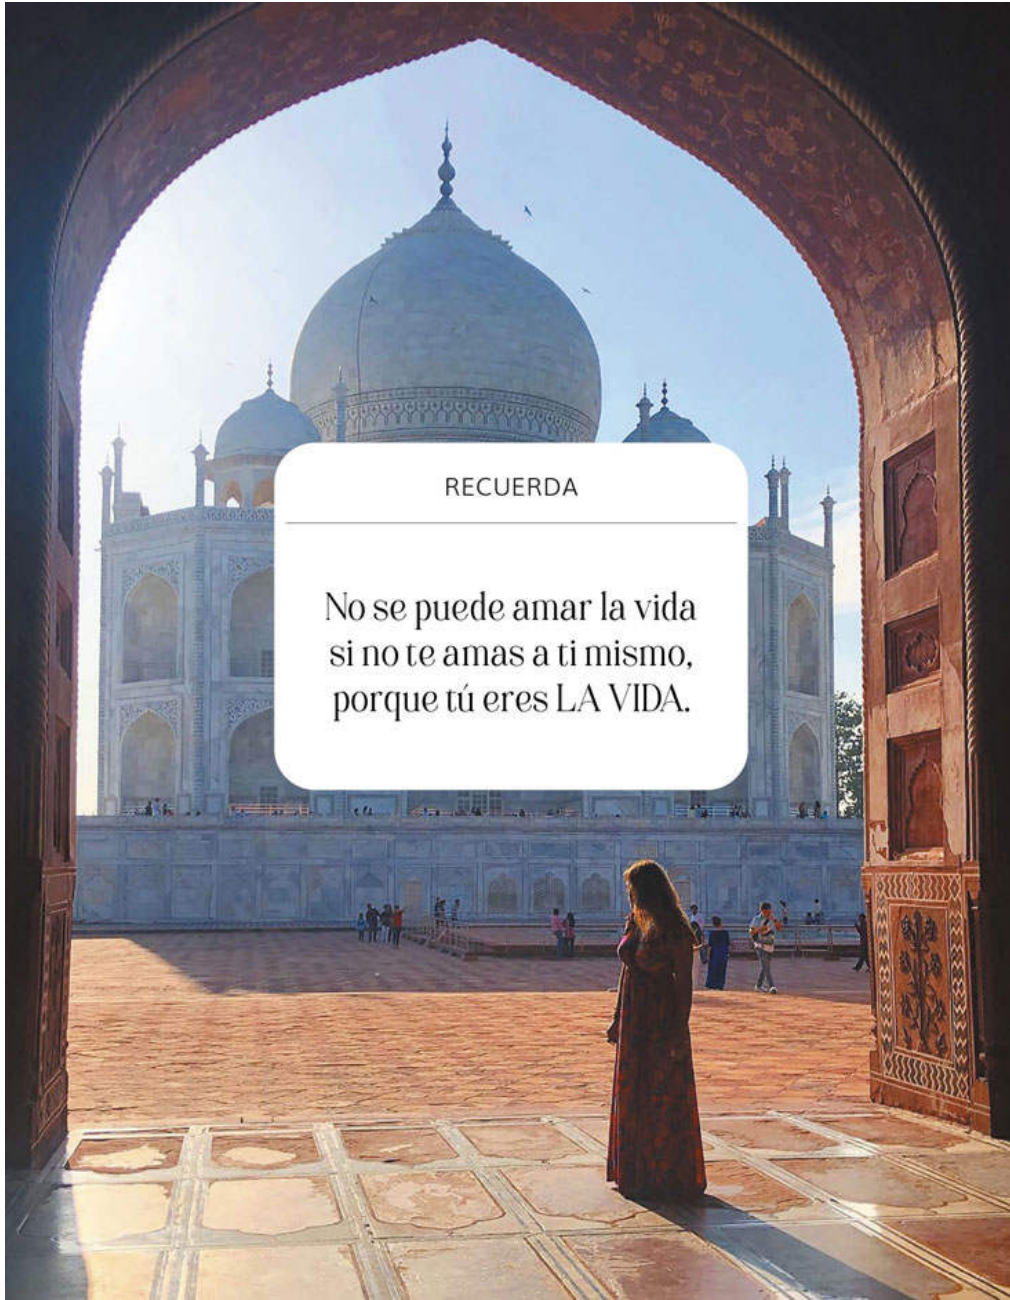 RECUERDA
No se puede amar la vida
si no te amas a ti mismo,
porque tú eres LA VIDA.